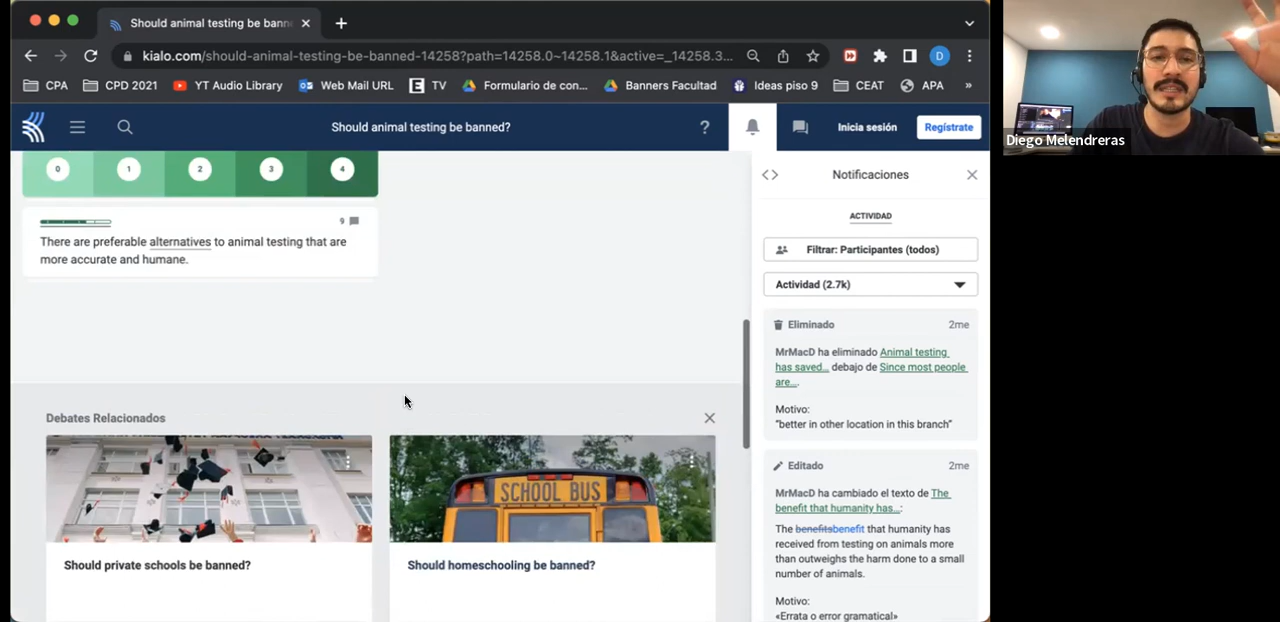 Should animal testing be bann
kialo.com/should-animal-testing-be-banned-14258?path=14258.0~14258.1&active=_14258.3...
CPA
CPD 2021
YT Audio Library
Web Mail URL
TV
Formulario de con...
Banners Facultad
Ideas piso 9
CEAT
APA
»
Should animal testing be banned?
?
Inicia sesión
Regístrate
0
1
2
3
4
9
There are preferable alternatives to animal testing that are
more accurate and humane.
Debates Relacionados
SCHOOL BUS
Should private schools be banned?
Should homeschooling be banned?
Notificaciones
ACTIVIDAD
Filtrar: Participantes (todos)
Actividad (2.7k)
Eliminado
2me
MrMacD ha eliminado Animal testing
has saved... debajo de Since most people
are....
Motivo:
"better in other location in this branch"
Editado
2me
MrMacD ha cambiado el texto de The
benefit that humanity has...:
The benefitsbenefit that humanity has
received from testing on animals more
than outweighs the harm done to a small
number of animals.
Motivo:
«Errata o error gramatical»
D
Diego Melendreras